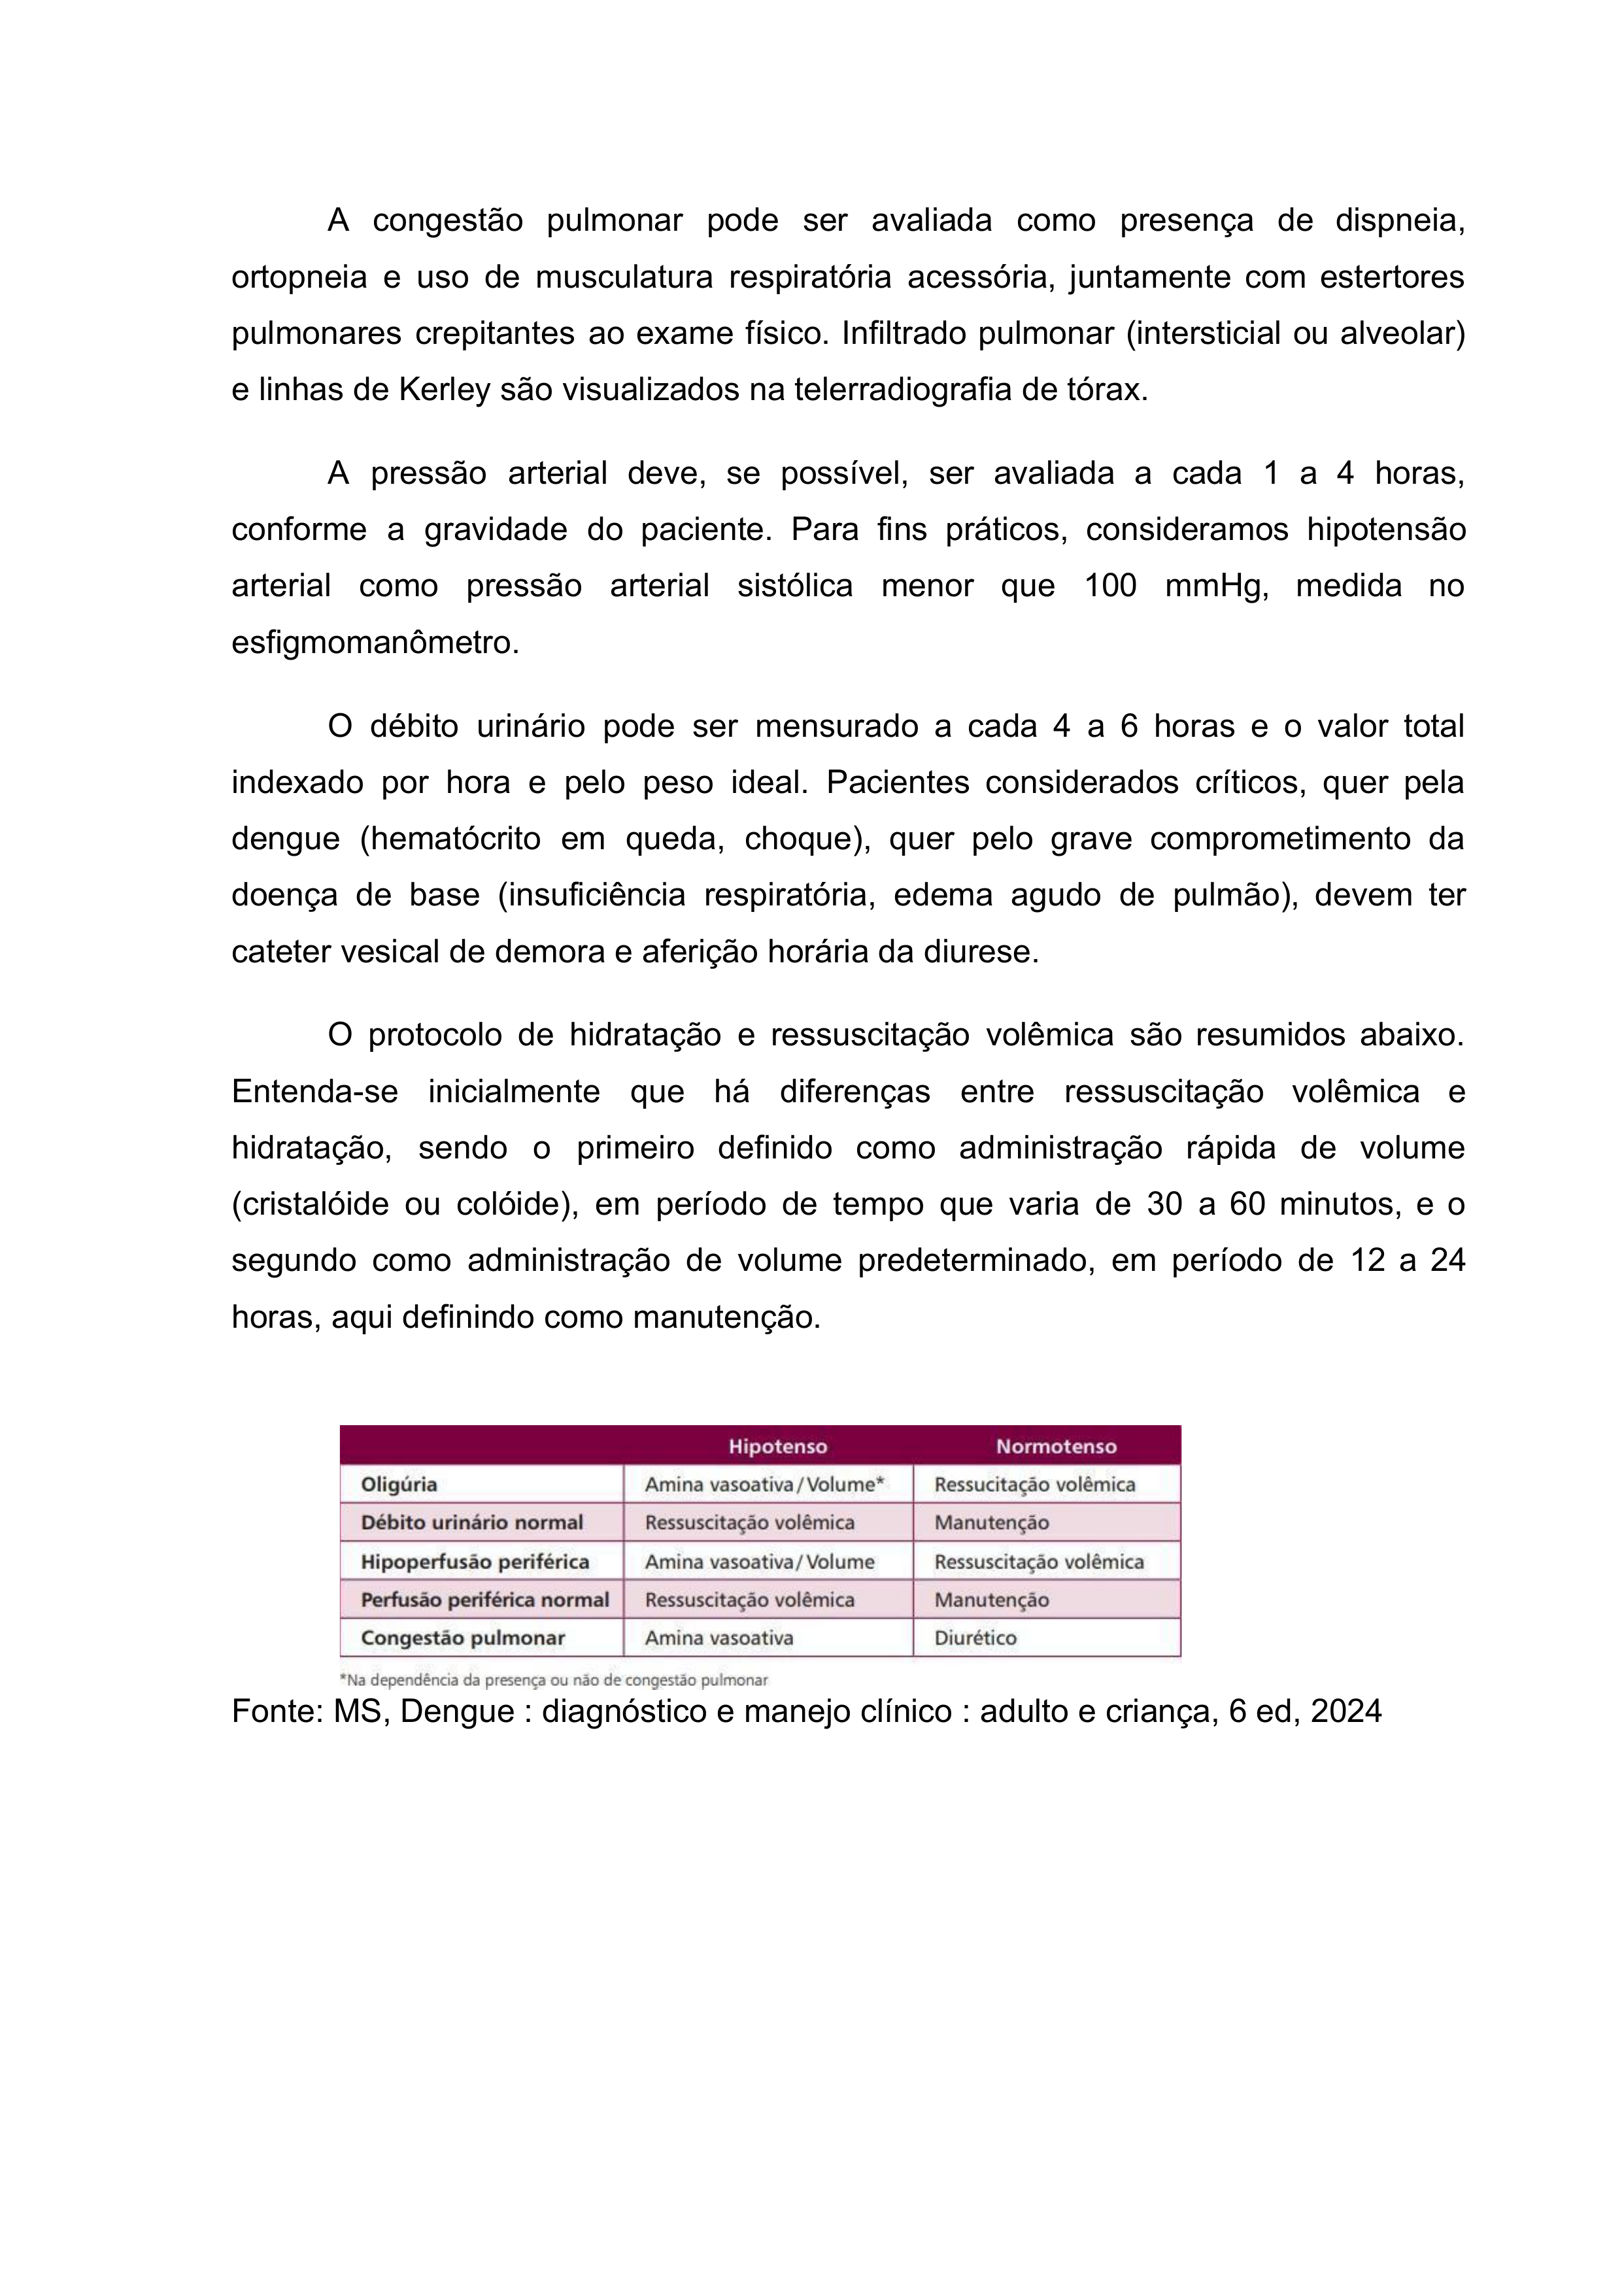 A congestão pulmonar pode ser avaliada como presença de dispneia,
ortopneia e uso de musculatura respiratória acessória, juntamente com estertores
pulmonares crepitantes ao exame físico. Infiltrado pulmonar (intersticial ou alveolar)
e linhas de Kerley são visualizados na telerradiografia de tórax.
A pressão arterial deve, se possível, ser avaliada a cada 1 a 4 horas,
conforme a gravidade do paciente. Para fins práticos, consideramos hipotensão
arterial como pressão arterial sistólica menor que 100 mmHg, medida no
esfigmomanômetro.
O débito urinário pode ser mensurado a cada 4 a 6 horas e o valor total
indexado por hora e pelo peso ideal. Pacientes considerados críticos, quer pela
dengue (hematócrito em queda, choque), quer pelo grave comprometimento da
doença de base (insuficiência respiratória, edema agudo de pulmão), devem ter
cateter vesical de demora e aferição horária da diurese.
O protocolo de hidratação e ressuscitação volêmica são resumidos abaixo.
Entenda-se inicialmente que há diferenças entre ressuscitação volêmica e
hidratação, sendo o primeiro definido como administração rápida de volume
(cristalóide ou colóide), em período de tempo que varia de 30 a 60 minutos, e o
segundo como administração de volume predeterminado, em período de 12 a 24
horas, aqui definindo como manutenção.
Hipotenso Normotenso
Oligúria Amina vasoativa/Volume* Ressucitação volêmica
Débito urinário normal Ressuscitação volêmica Manutenção
Hipoperfusão periférica Amina vasoativa/Volume Ressuscitação volêmica
Perfusão periférica normal Ressuscitação volêmica Manutenção
Congestão pulmonar Amina vasoativa Diurético
*Na dependência da presença ou não de congestão pulmonar
Fonte: MS, Dengue : diagnóstico e manejo clínico : adulto e criança, 6 ed, 2024